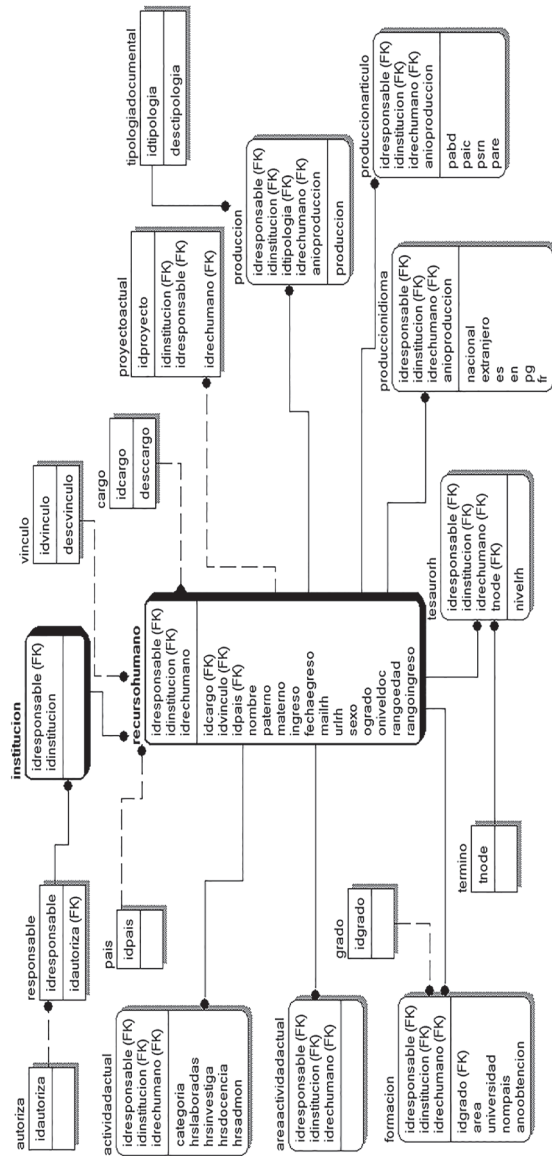 autoriza
idautoriza
responsable
idresponsable
idautoriza (FK)
institucion
idresponsable (FK)
idinstitucion
vinculo
idvinculo
descvinculo
cargo
idcargo
desccargo
proyectoactual
idproyecto
idinstitucion (FK)
idresponsable (FK)
idrechumano (FK)
tipologiadocumental
idtipologia
desctipologia
produccion
idresponsable (FK)
idinstitucion (FK)
idtipologia (FK)
idrechumano (FK)
anioproduccion
produccion
pais
idpais
recursohumano
idresponsable (FK)
idinstitucion (FK)
idrechumano
idcargo (FK)
idvinculo (FK)
idpais (FK)
nombre
paterno
materno
ingreso
fechaegreso
mailrh
urlrh
sexo
ogrado
oniveldoc
rangoedad
rangoingreso
actividadactual
idresponsable (FK)
idinstitucion (FK)
idrechumano (FK)
categoria
hrslaboradas
hrsinvestiga
hrsdocencia
hrsadmon
areaactividadactual
idresponsable (FK)
idinstitucion (FK)
idrechumano (FK)
grado
idgrado
formacion
idresponsable (FK)
idinstitucion (FK)
idrechumano (FK)
idgrado (FK)
area
universidad
nompais
anoobtencion
termino
tnode
tesaurorh
idresponsable (FK)
idinstitucion (FK)
idrechumano (FK)
tnode (FK)
nivelrh
produccionidioma
idresponsable (FK)
idinstitucion (FK)
idrechumano (FK)
anioproduccion
nacional
extranjero
es
en
pg
fr
produccionarticulo
idresponsable (FK)
idinstitucion (FK)
idrechumano (FK)
anioproduccion
pabd
paic
psrn
pare